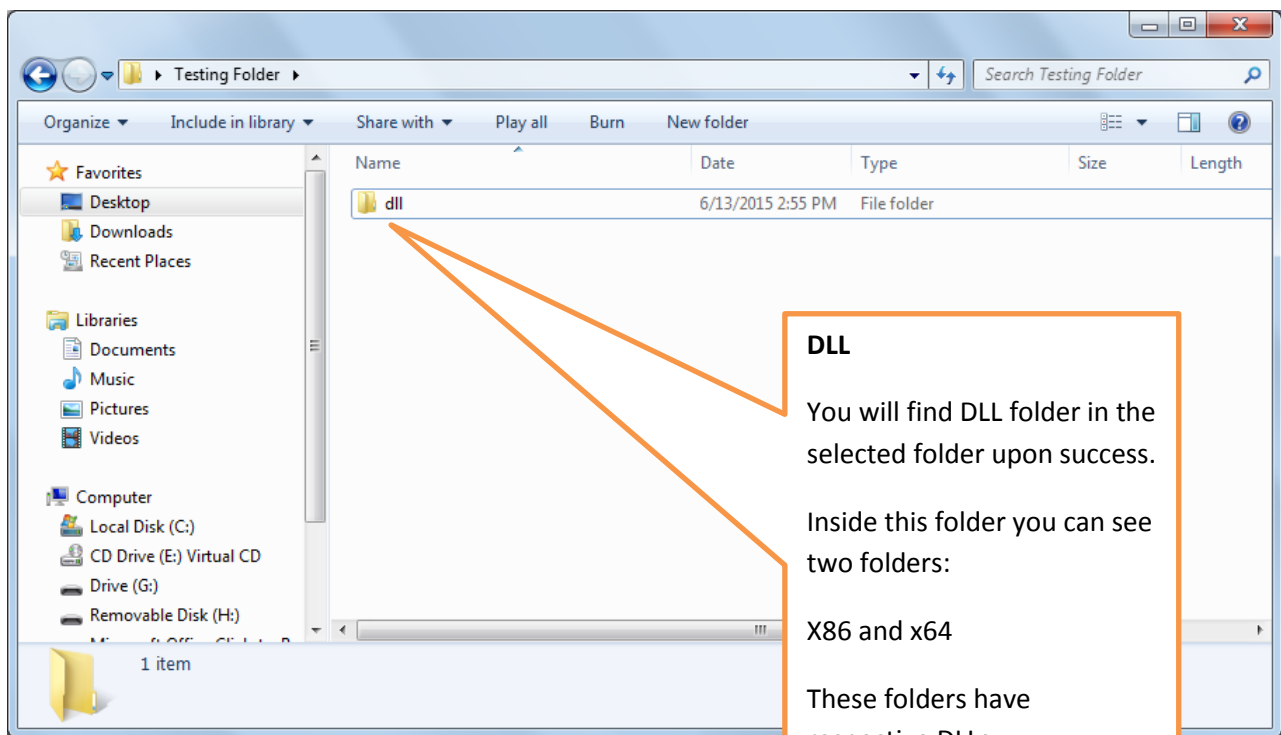 Testing Folder
Search Testing Folder
Organize Include in library Share with Play all Burn New folder
Name Date Type Size Length
Favorites
Desktop
Downloads
Recent Places
Libraries
Documents
Music
Pictures
Videos
Computer
Local Disk (C:)
CD Drive (E:) Virtual CD
Drive (G:)
Removable Disk (H:)
dll 6/13/2015 2:55 PM File folder
DLL
You will find DLL folder in the
selected folder upon success.
Inside this folder you can see
two folders:
X86 and x64
These folders have
1 item